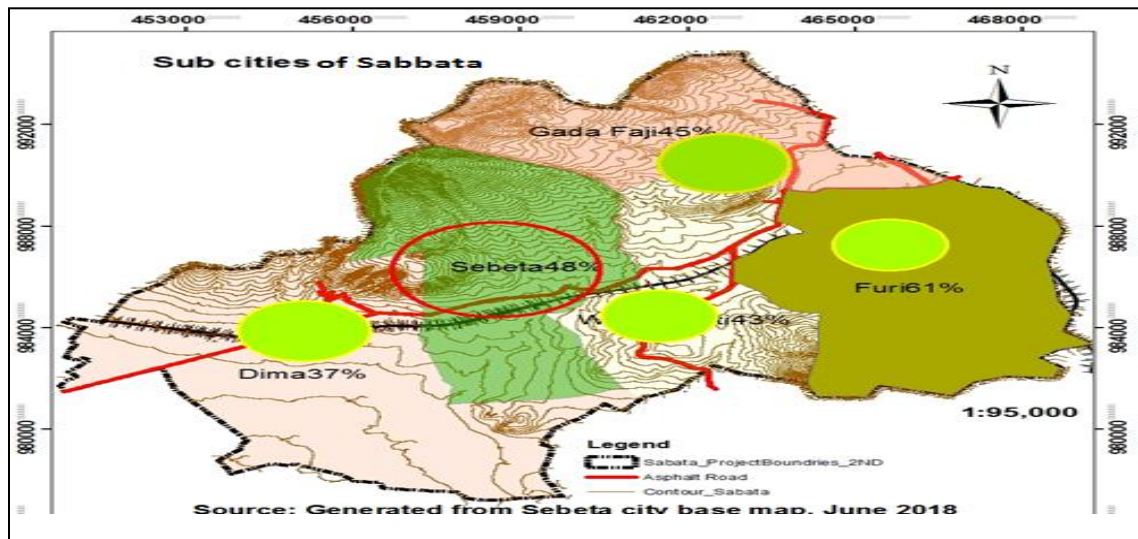 453000 456000 459000 462000 465000 468000
Sub cities of Sabbata
N
992000 992000
Gada Faji45%
988000 988000
Sebeta48%
Furi61%
984000 984000
43%
Dima37%
1:95,000
980000 980000
Legend
Sabata_ProjectBoundries_2ND
Asphalt Road
Contour_Sabata
Source: Generated from Sebeta city base map, June 2018